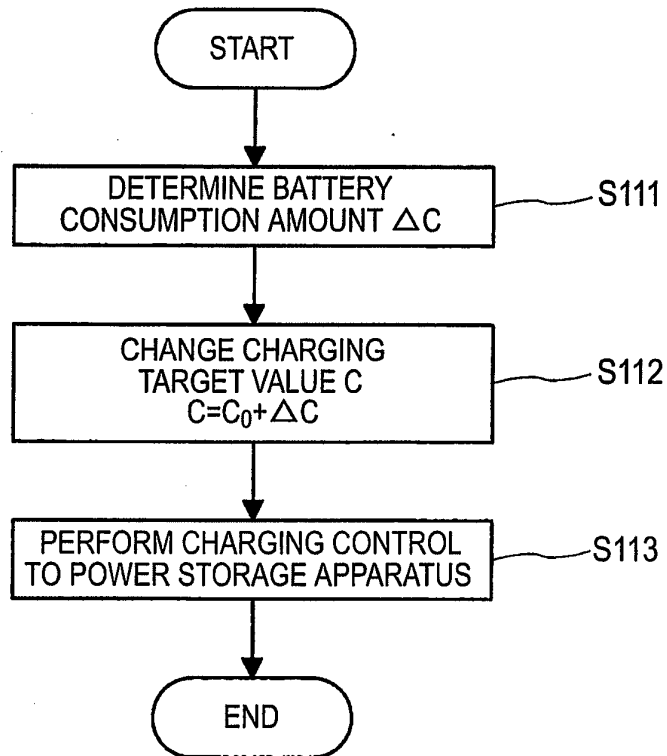 START
DETERMINE BATTERY
CONSUMPTION AMOUNT △C
S111
CHANGE CHARGING
TARGET VALUE C
C=C₀+△C
S112
PERFORM CHARGING CONTROL
TO POWER STORAGE APPARATUS
S113
END